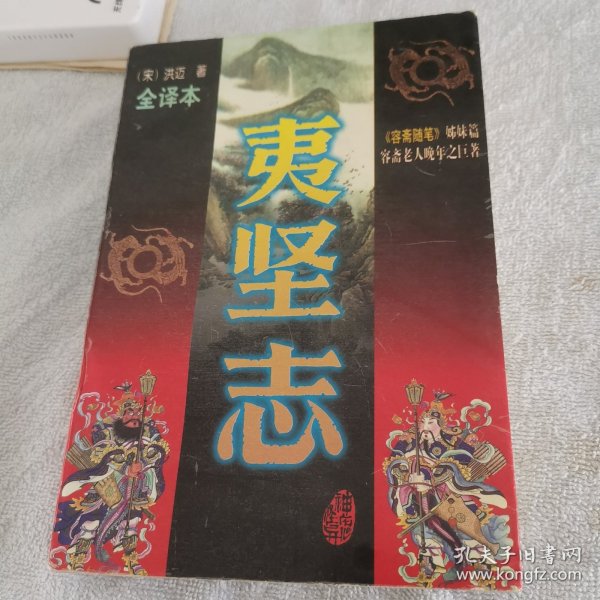 （宋）洪迈 著
全译本
《容斋随笔》姊妹篇
容斋老人晚年之巨著
夷坚志
孔夫子旧书网
www.kongfz.com